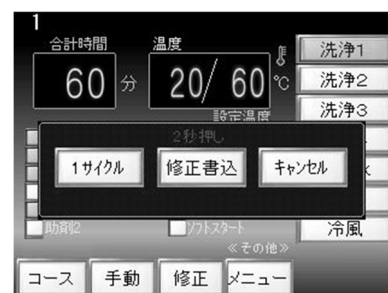 1
合計時間 温度 洗浄1
60 分 20/ 60 ℃ 洗浄2
設定温度 洗浄3
2秒押し
1サイクル 修正書込 キャンセル
助剤2 ソフトスタート 冷風
≪その他≫
コース 手動 修正 メニュー